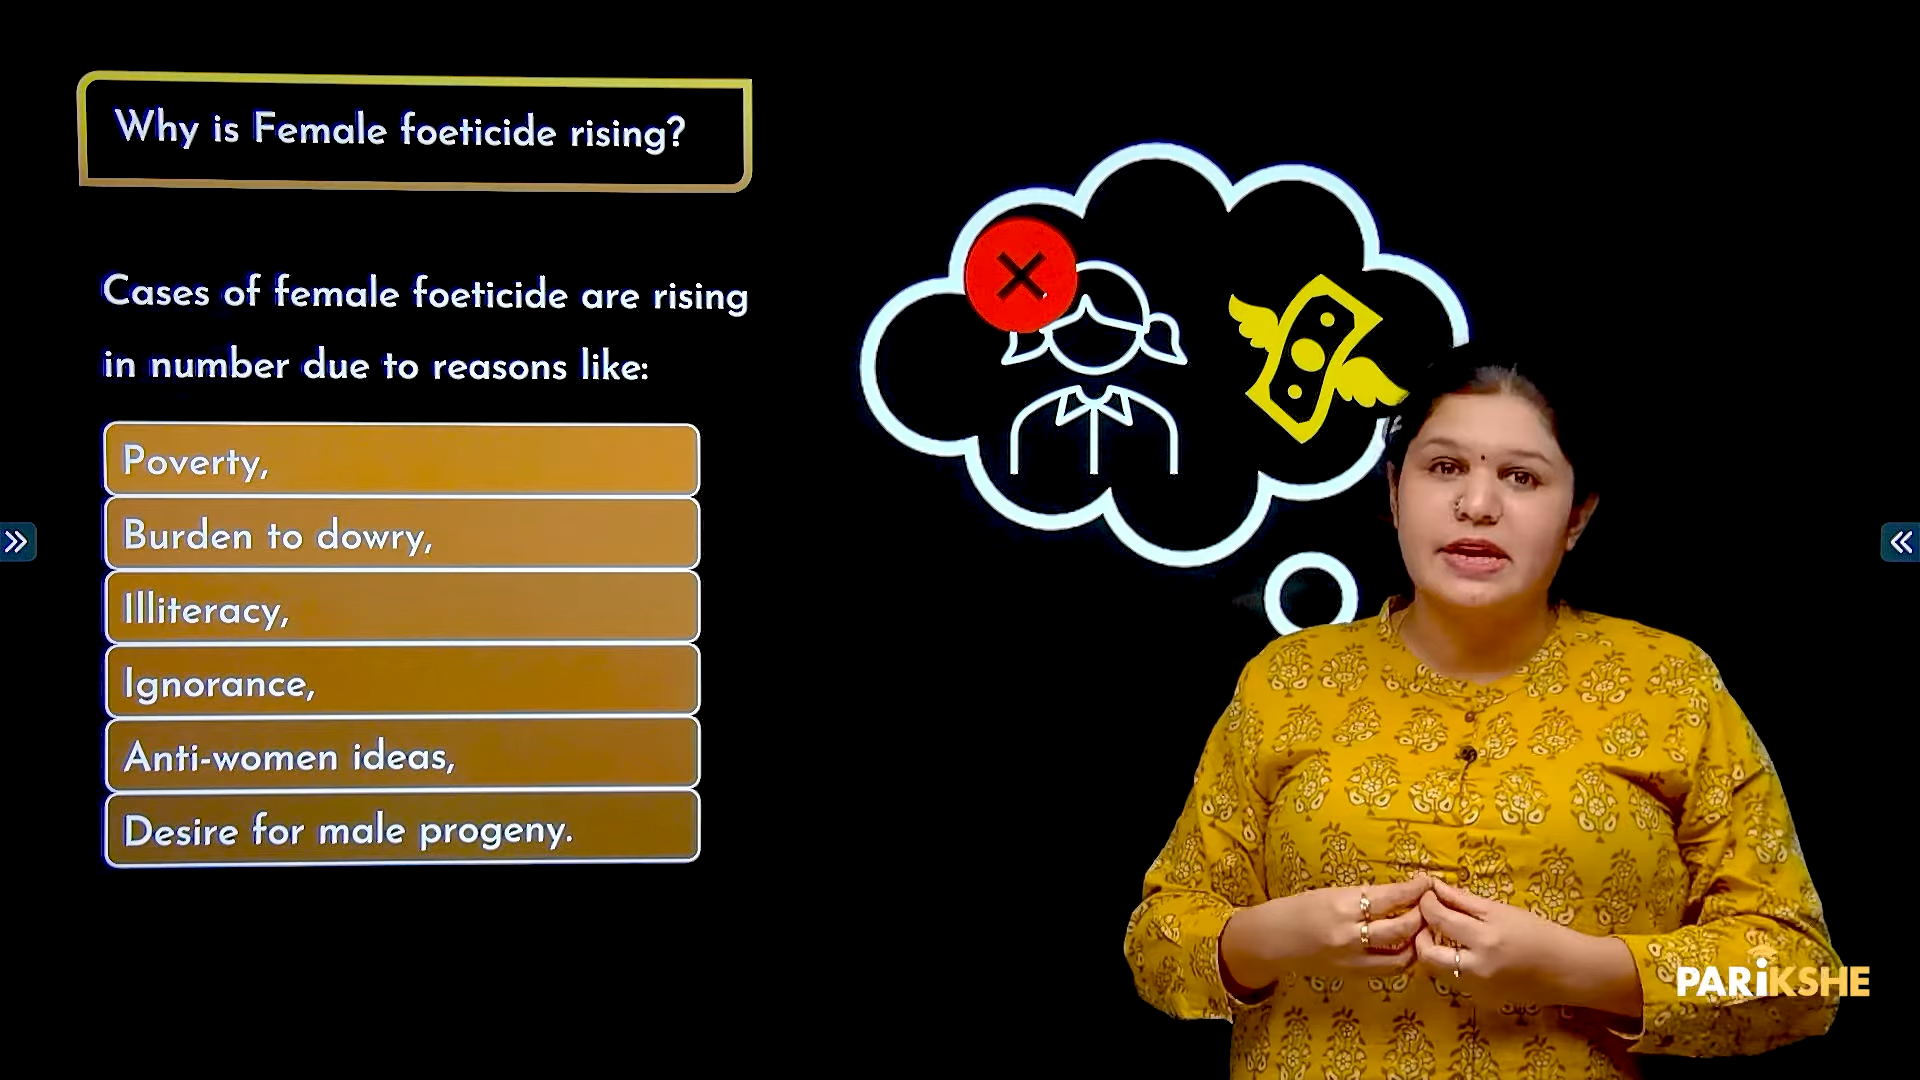 Why is Female foeticide rising?
Cases of female foeticide are rising
in number due to reasons like:
Poverty,
Burden to dowry,
Illiteracy,
Ignorance,
Anti-women ideas,
Desire for male progeny.
PARiKSHE